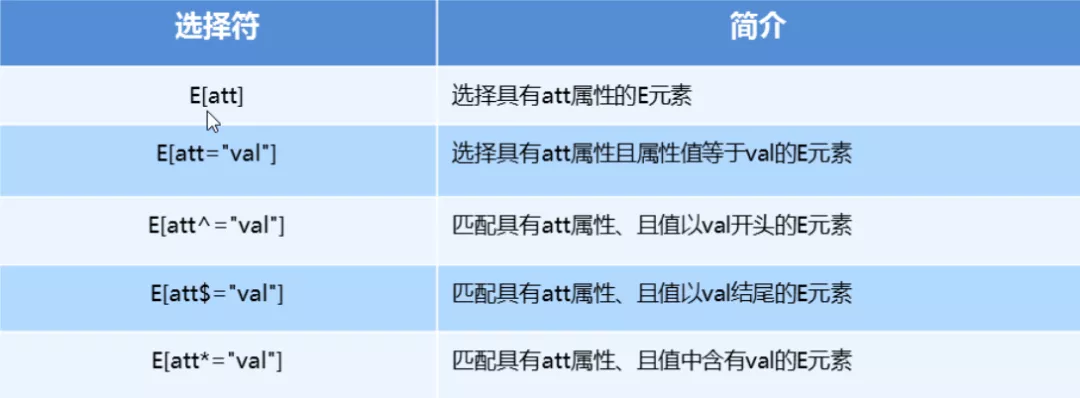 选择符 简介
E[att] 选择具有att属性的E元素
E[att="val"] 选择具有att属性且属性值等于val的E元素
E[att^="val"] 匹配具有att属性、且值以val开头的E元素
E[att$="val"] 匹配具有att属性、且值以val结尾的E元素
E[att*="val"] 匹配具有att属性、且值中含有val的E元素